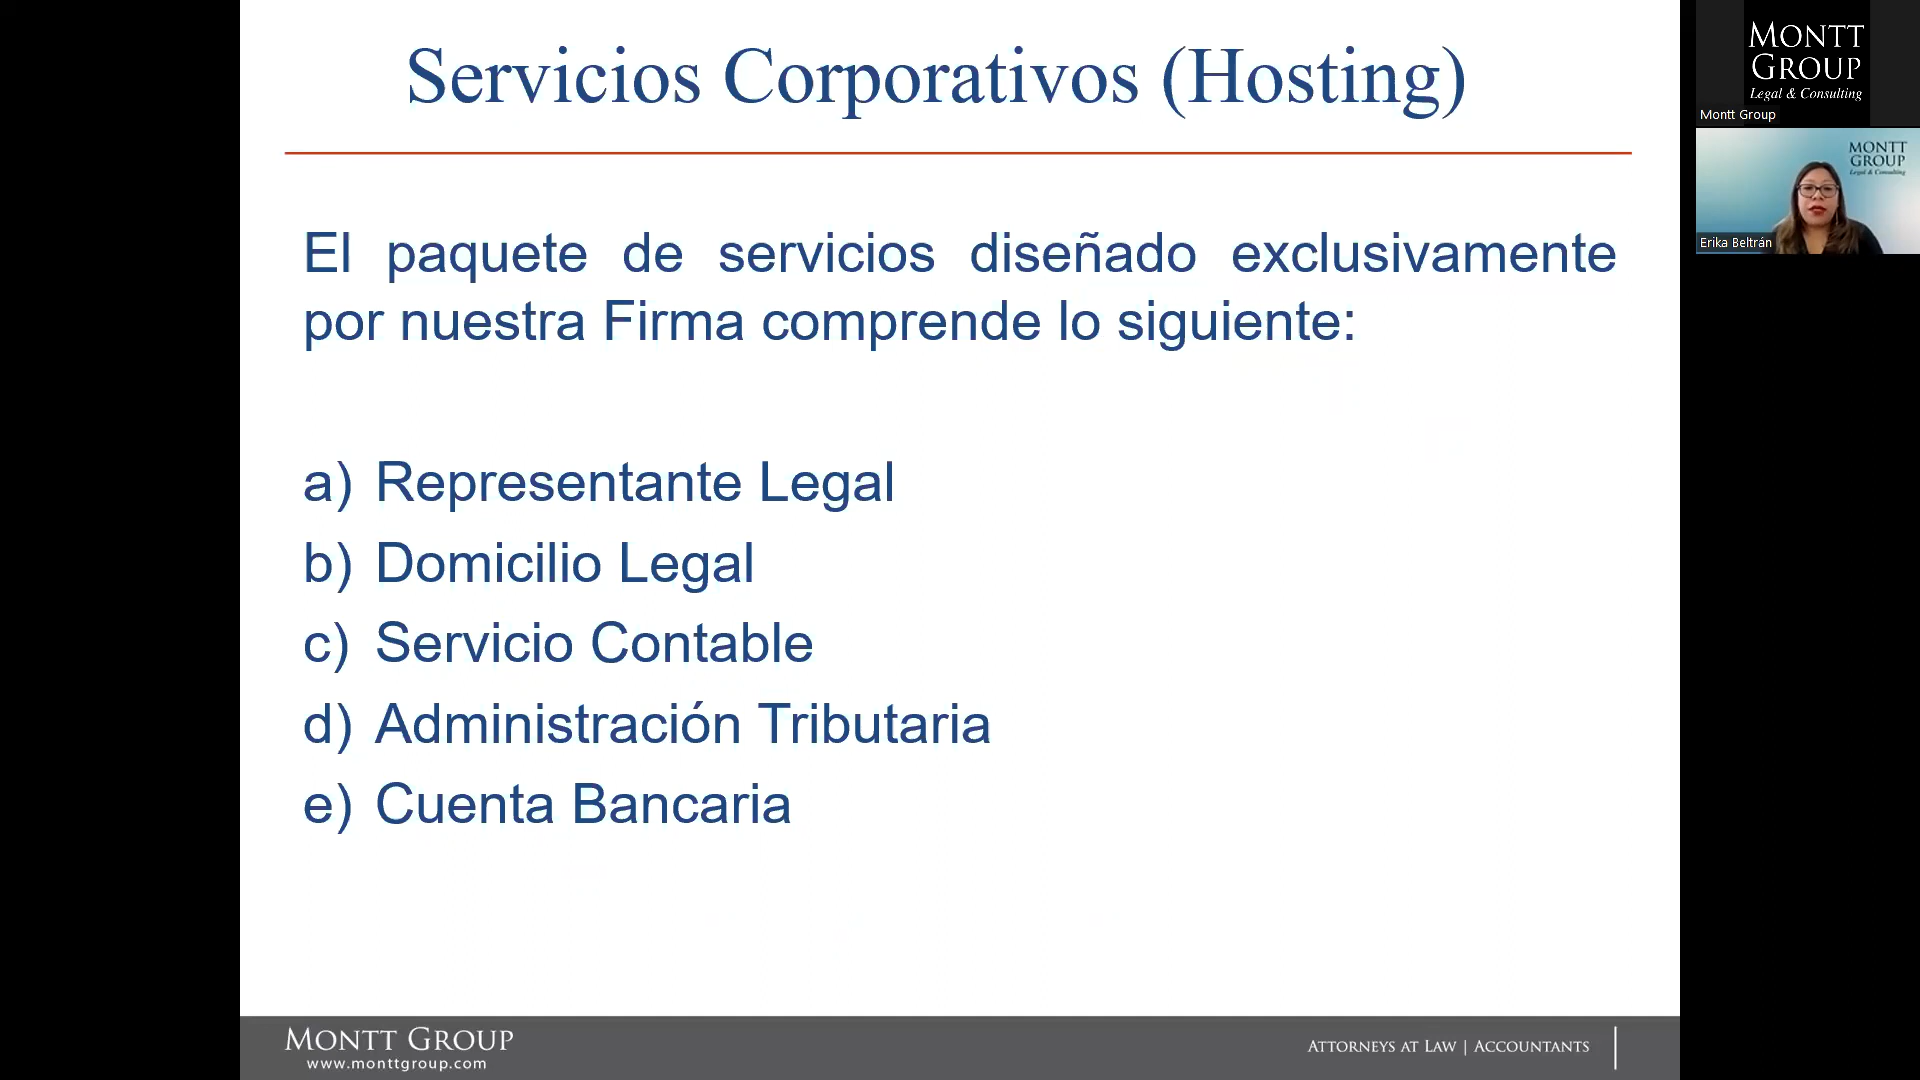 Servicios Corporativos (Hosting)
El paquete de servicios diseñado exclusivamente
por nuestra Firma comprende lo siguiente:
a) Representante Legal
b) Domicilio Legal
c) Servicio Contable
d) Administración Tributaria
e) Cuenta Bancaria
MONTT GROUP
www.monttgroup.com
ATTORNEYS AT LAW | ACCOUNTANTS
MONTT
GROUP
Legal & Consulting
Montt Group
MONTT
GROUP
Legal & Consulting
Erika Beltrán